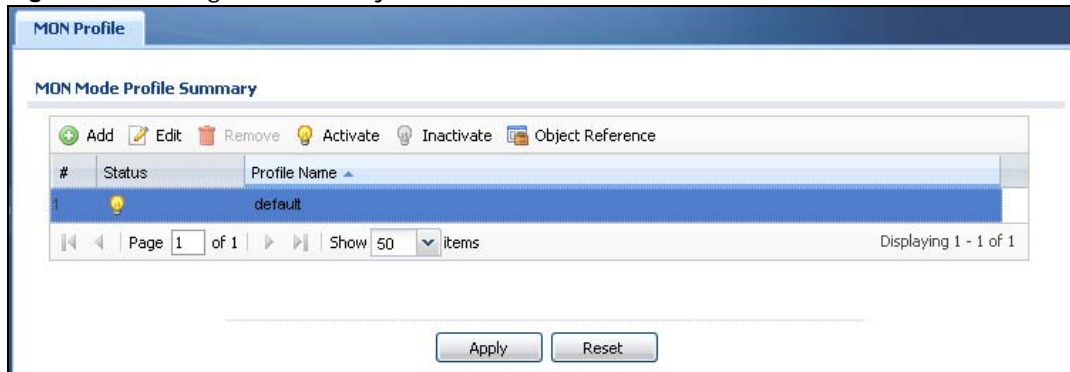 MON Profile
MON Mode Profile Summary
Add Edit Remove Activate Inactivate Object Reference
# Status Profile Name
1 default
Page 1 of 1 Show 50 items Displaying 1 - 1 of 1
Apply Reset